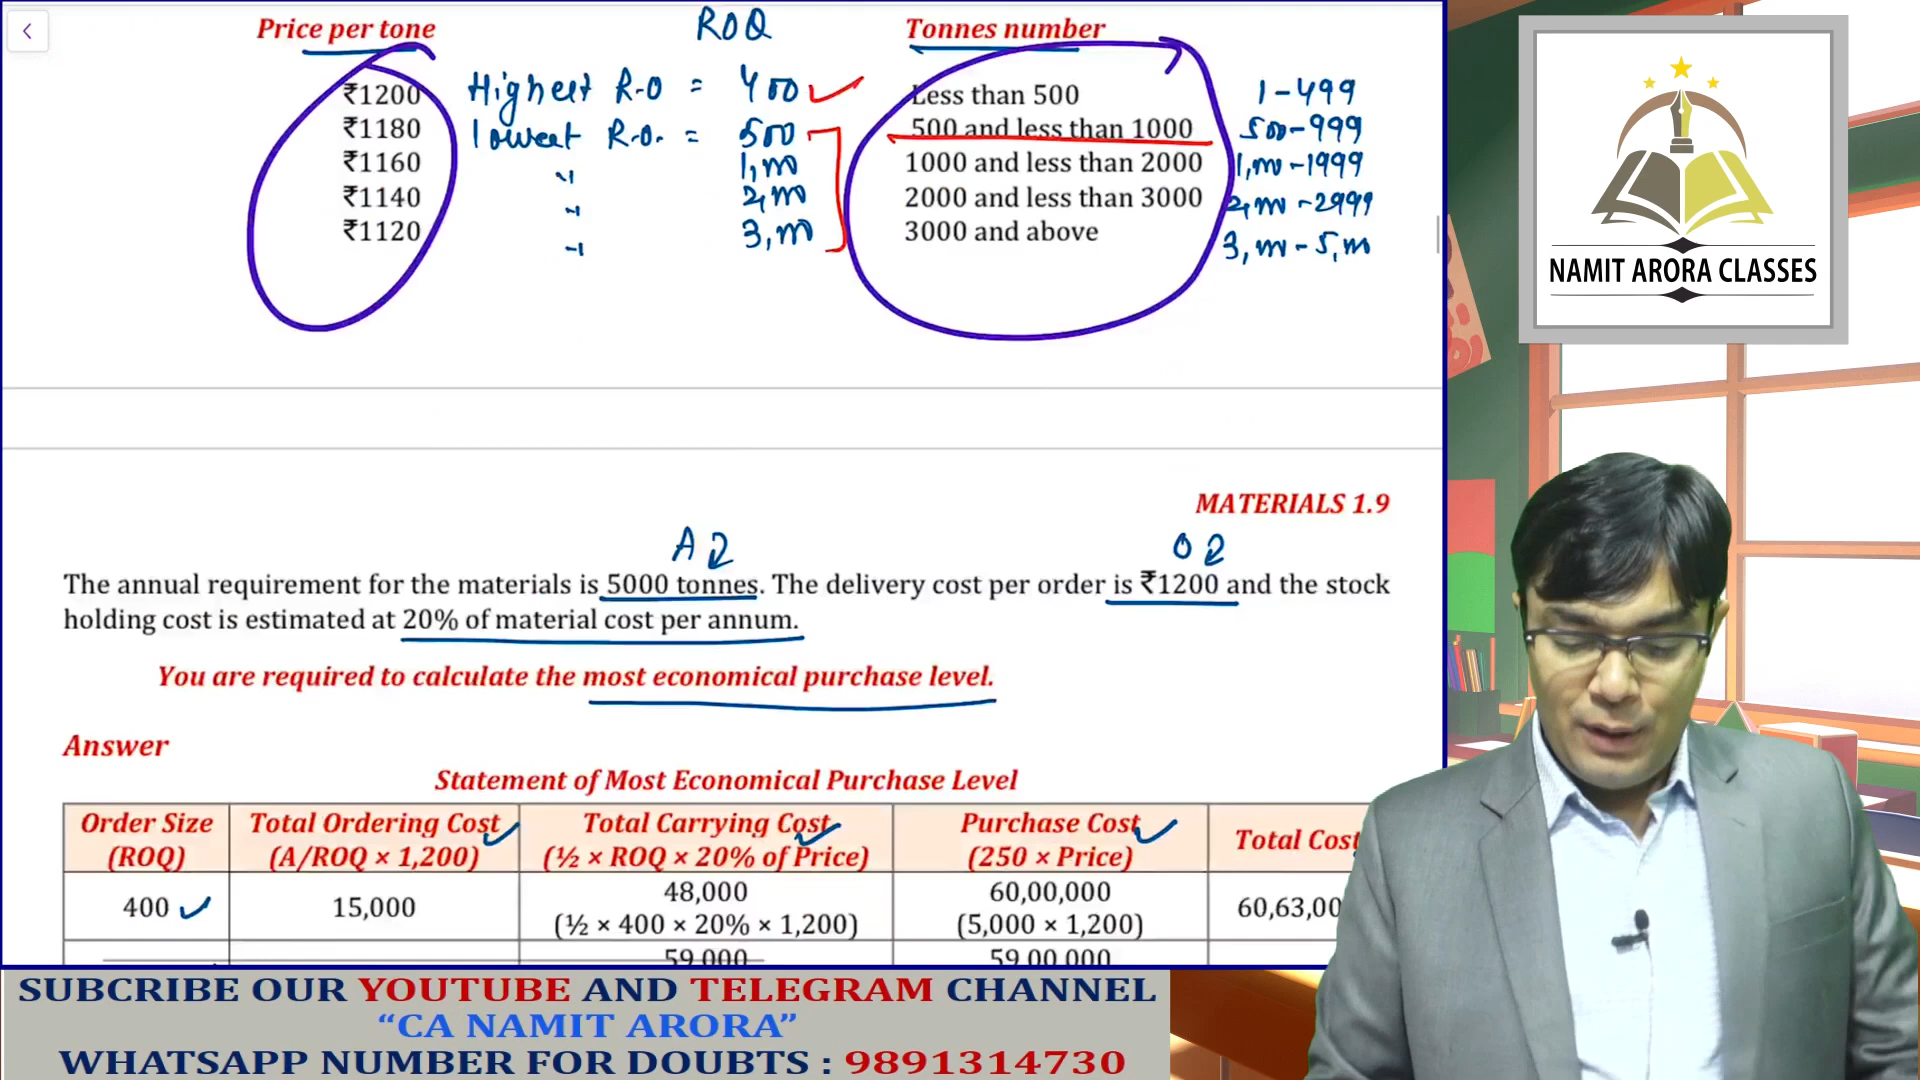 Price per tone ROQ Tonnes number
₹1200 Highest R.O = 400 Less than 500 1-499
₹1180 lowest R.O. = 500 500 and less than 1000 500-999
₹1160 " 1,000 1000 and less than 2000 1,000-1999
₹1140 " 2,000 2000 and less than 3000 2,000-2999
₹1120 " 3,000 3000 and above 3,000-5,000
NAMIT ARORA CLASSES
MATERIALS 1.9
The annual requirement for the materials is 5000 tonnes. The delivery cost per order is ₹1200 and the stock
holding cost is estimated at 20% of material cost per annum.
You are required to calculate the most economical purchase level.
Answer
Statement of Most Economical Purchase Level
Order Size (ROQ) Total Ordering Cost (A/ROQ × 1,200) Total Carrying Cost (½ × ROQ × 20% of Price) Purchase Cost (250 × Price) Total Cost
400 15,000 48,000 (½ × 400 × 20% × 1,200) 60,00,000 (5,000 × 1,200) 60,63,00
59,000 59,00,000
SUBCRIBE OUR YOUTUBE AND TELEGRAM CHANNEL
“CA NAMIT ARORA”
WHATSAPP NUMBER FOR DOUBTS : 9891314730